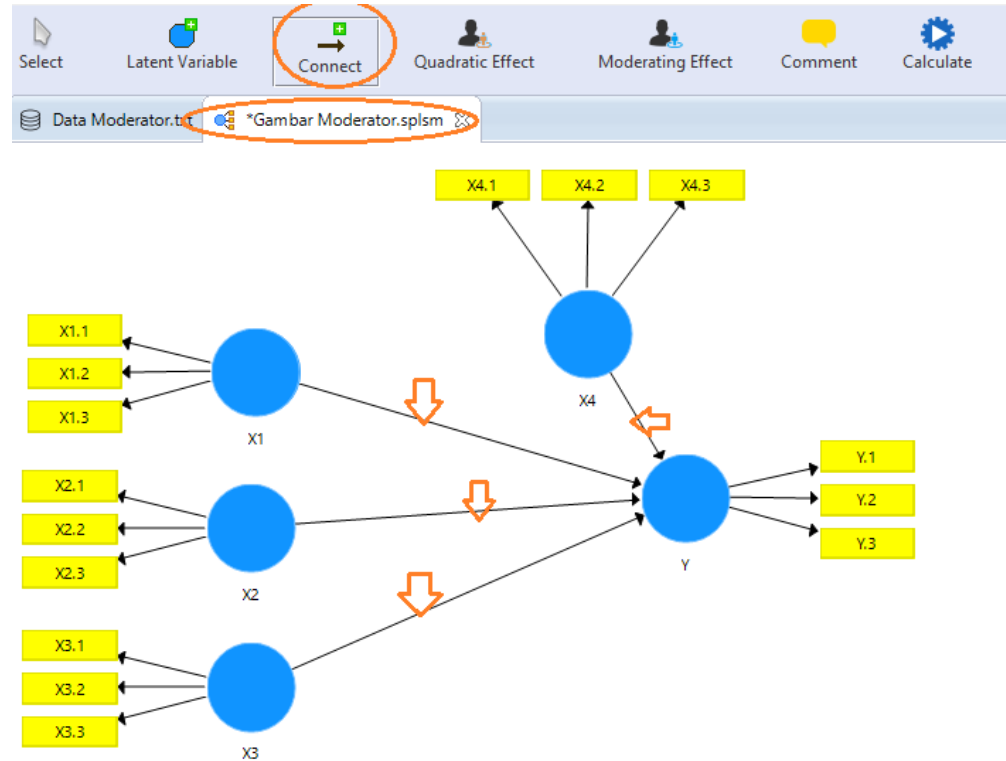 Select
Latent Variable
Connect
Quadratic Effect
Moderating Effect
Comment
Calculate
Data Moderator.txt
*Gambar Moderator.splsm
X4.1
X4.2
X4.3
X1.1
X1.2
X1.3
X1
X4
X2.1
X2.2
X2.3
X2
Y.1
Y.2
Y.3
Y
X3.1
X3.2
X3.3
X3